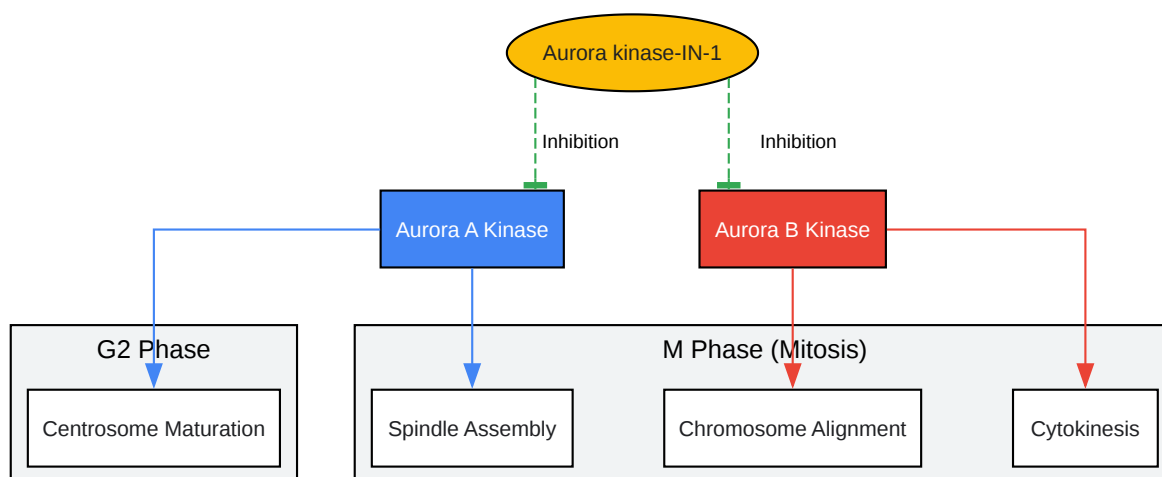 Aurora kinase-IN-1
Inhibition
Inhibition
Aurora A Kinase
Aurora B Kinase
G2 Phase
M Phase (Mitosis)
Centrosome Maturation
Spindle Assembly
Chromosome Alignment
Cytokinesis